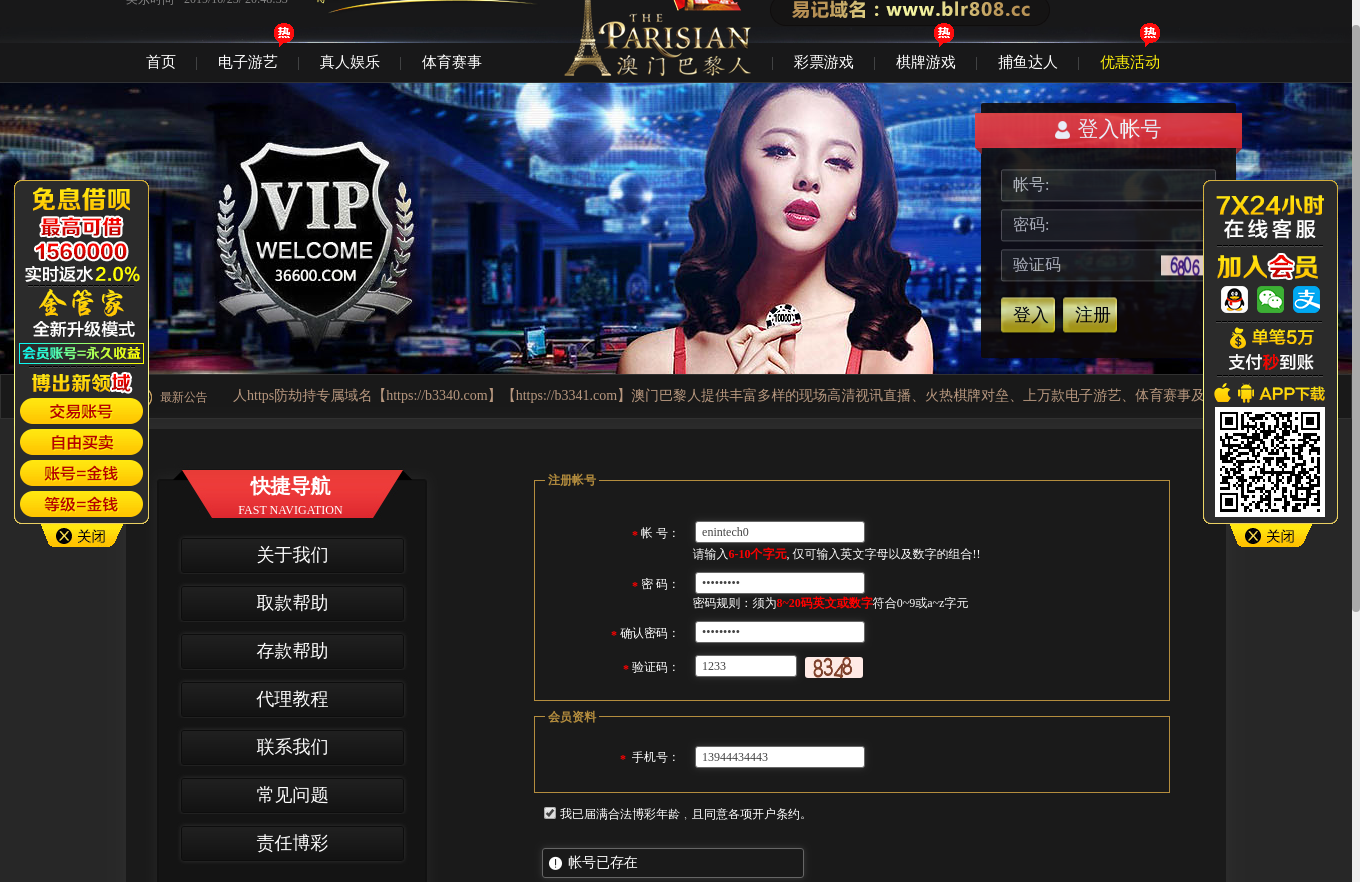 美东时间 2019/10/25/ 20:48:55
易记域名：www.blr808.cc
THE
PARISIAN
澳门巴黎人
首页
电子游艺
热
真人娱乐
体育赛事
彩票游戏
棋牌游戏
热
捕鱼达人
优惠活动
热
VIP
WELCOME
36600.COM
10000
登入帐号
帐号:
密码:
验证码
6806
登入
注册
免息借呗
最高可借
1560000
实时返水2.0%
金管家
全新升级模式
会员账号=永久收益
博出新领域
交易账号
自由买卖
账号=金钱
等级=金钱
关闭
7X24小时
在线客服
加入会员
支
单笔5万
支付秒到账
APP下载
关闭
最新公告
人https防劫持专属域名【https://b3340.com】【https://b3341.com】澳门巴黎人提供丰富多样的现场高清视讯直播、火热棋牌对垒、上万款电子游艺、体育赛事及
快捷导航
FAST NAVIGATION
关于我们
取款帮助
存款帮助
代理教程
联系我们
常见问题
责任博彩
注册帐号
* 帐 号： enintech0
请输入6-10个字元, 仅可输入英文字母以及数字的组合!!
* 密 码： •••••••••
密码规则：须为8~20码英文或数字符合0~9或a~z字元
* 确认密码： •••••••••
* 验证码： 1233 8348
会员资料
* 手机号： 13944434443
我已届满合法博彩年龄﹐且同意各项开户条约。
帐号已存在